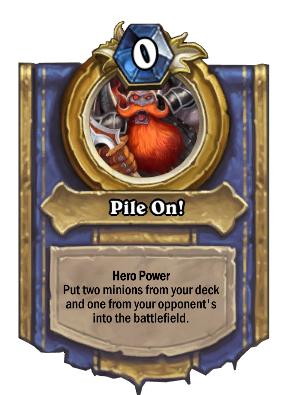 0
Pile On!
Hero Power
Put two minions from your deck
and one from your opponent's
into the battlefield.